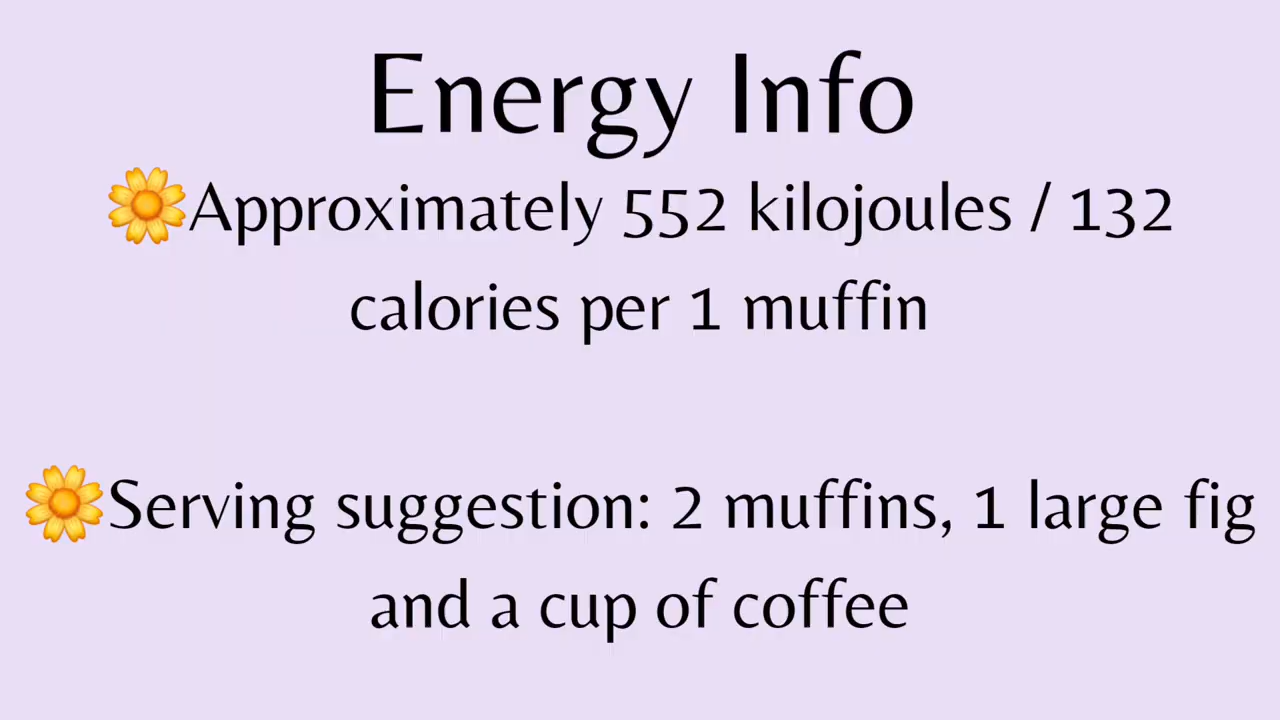 Energy Info
🌼Approximately 552 kilojoules / 132
calories per 1 muffin
🌼Serving suggestion: 2 muffins, 1 large fig
and a cup of coffee